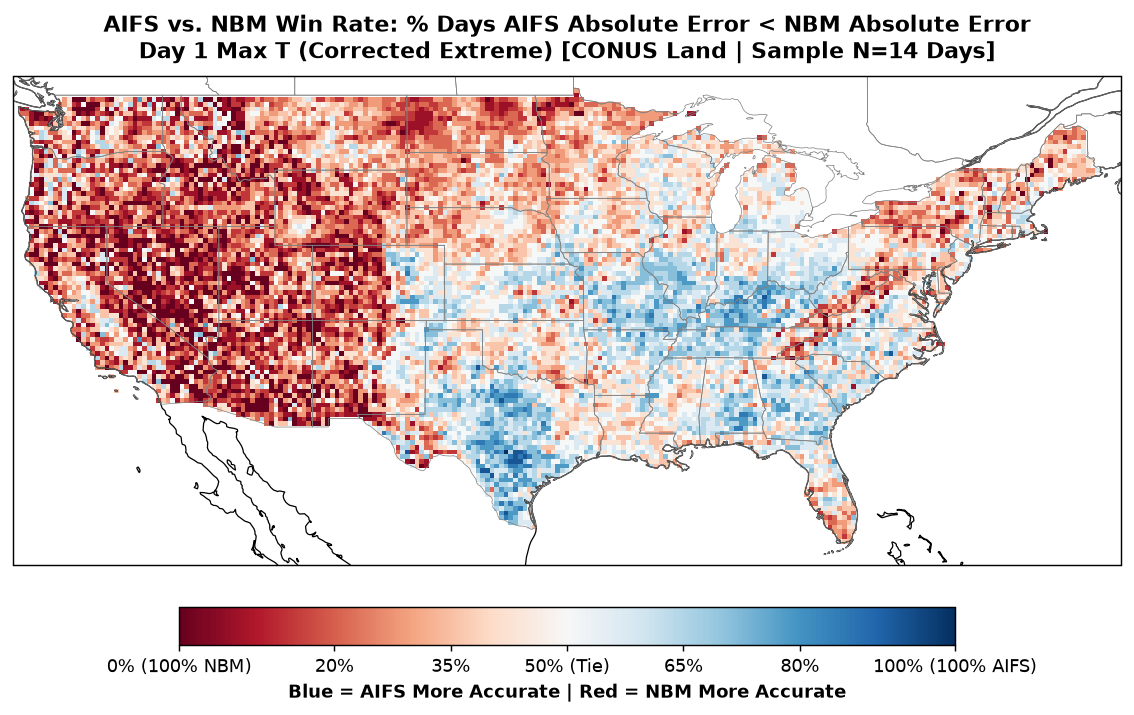 AIFS vs. NBM Win Rate: % Days AIFS Absolute Error < NBM Absolute Error
Day 1 Max T (Corrected Extreme) [CONUS Land | Sample N=14 Days]
0% (100% NBM) 20% 35% 50% (Tie) 65% 80% 100% (100% AIFS)
Blue = AIFS More Accurate | Red = NBM More Accurate